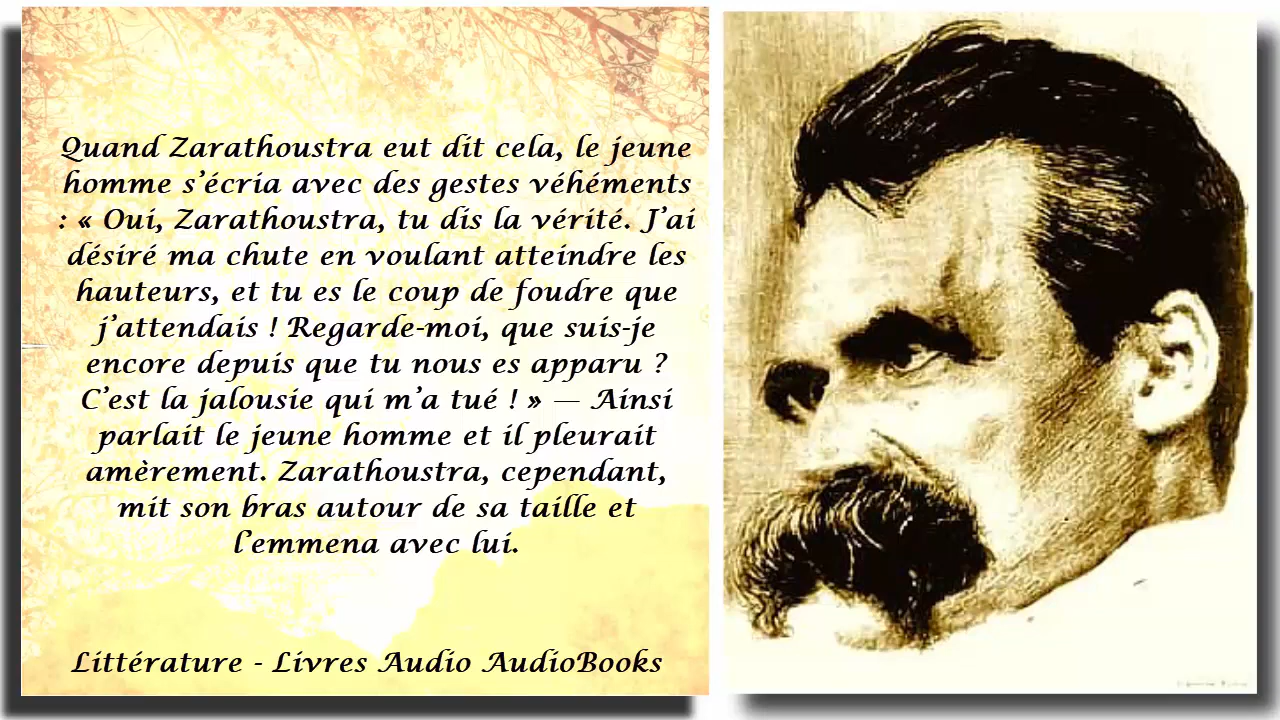 Quand Zarathoustra eut dit cela, le jeune
homme s’écria avec des gestes véhéments
: « Oui, Zarathoustra, tu dis la vérité. J’ai
désiré ma chute en voulant atteindre les
hauteurs, et tu es le coup de foudre que
j’attendais ! Regarde-moi, que suis-je
encore depuis que tu nous es apparu ?
C’est la jalousie qui m’a tué ! » — Ainsi
parlait le jeune homme et il pleurait
amèrement. Zarathoustra, cependant,
mit son bras autour de sa taille et
l’emmena avec lui.
Littérature - Livres Audio AudioBooks